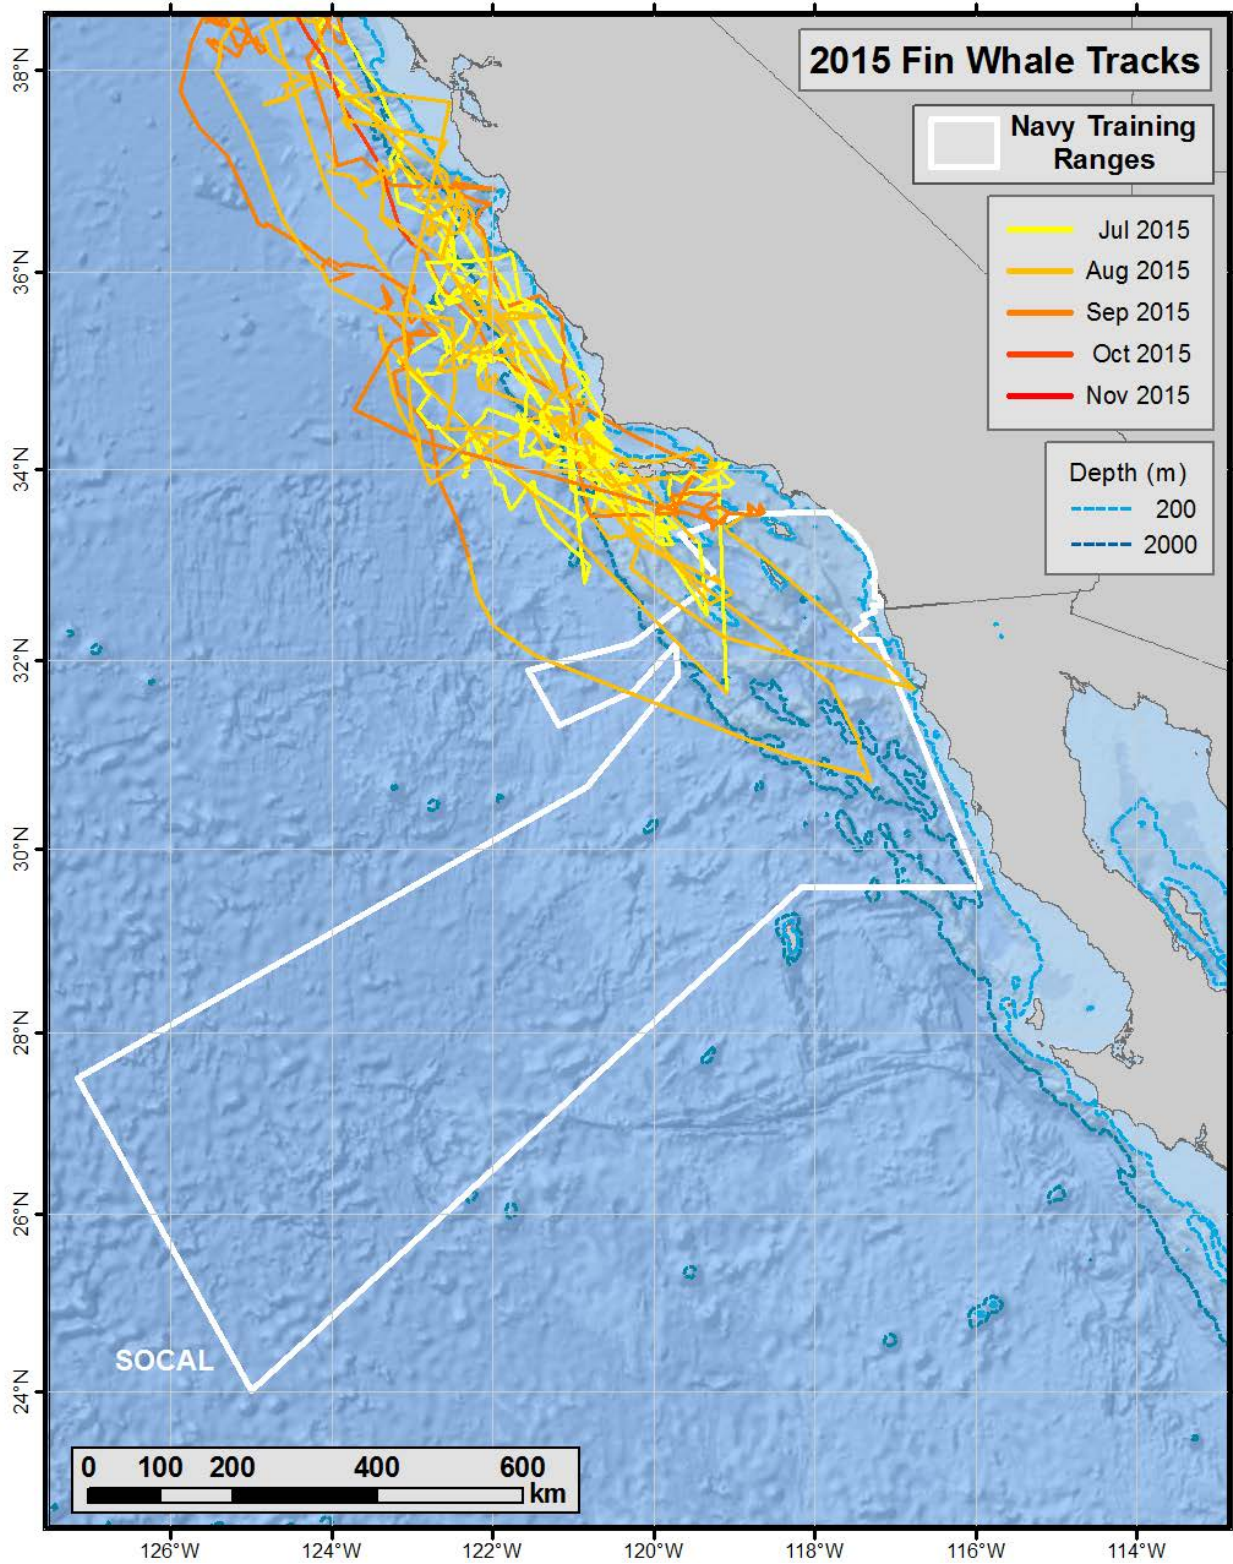 2015 Fin Whale Tracks
Navy Training
Ranges
Jul 2015
Aug 2015
Sep 2015
Oct 2015
Nov 2015
Depth (m)
200
2000
38°N
36°N
34°N
32°N
30°N
28°N
26°N
24°N
SOCAL
0 100 200 400 600
km
126°W 124°W 122°W 120°W 118°W 116°W 114°W